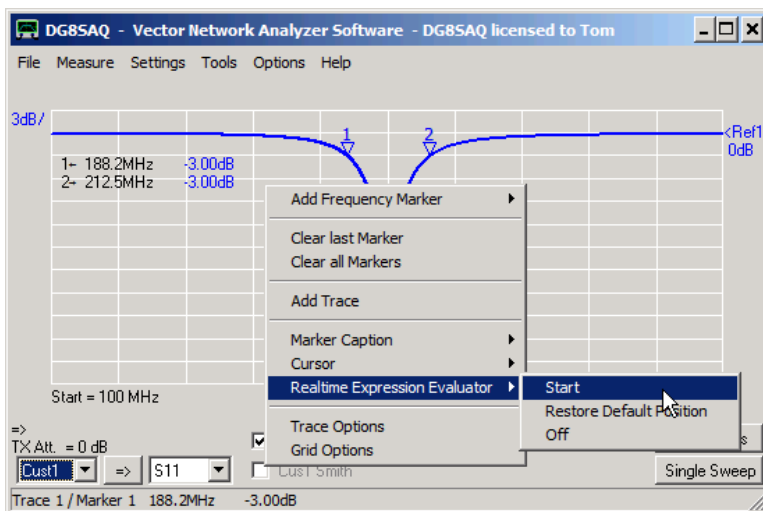 DG8SAQ - Vector Network Analyzer Software - DG8SAQ licensed to Tom
File Measure Settings Tools Options Help
3dB/
1 2
<Ref1
0dB
1 188.2MHz -3.00dB
2 212.5MHz -3.00dB
Add Frequency Marker
Clear last Marker
Clear all Markers
Add Trace
Marker Caption
Cursor
Realtime Expression Evaluator
Start
Restore Default Position
Off
Trace Options
Grid Options
Start = 100 MHz
=>
TX Att. = 0 dB
Cust1 => S11
Cust1 Smith
Single Sweep
Trace 1 / Marker 1 188.2MHz -3.00dB